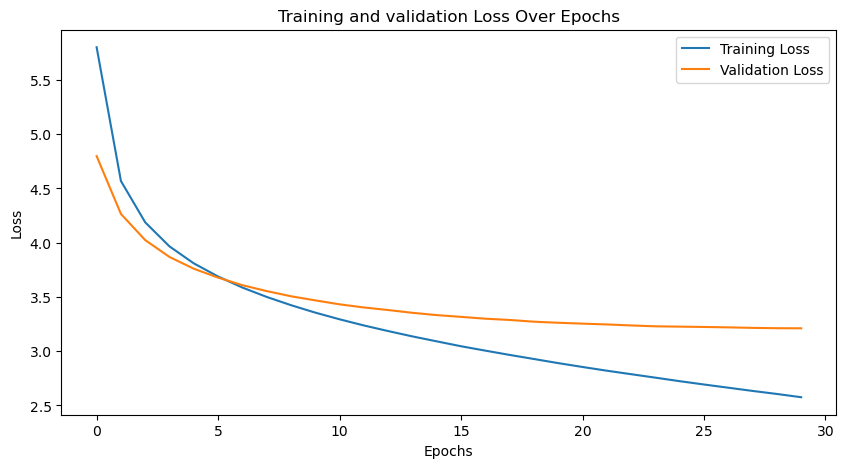 Training and validation Loss Over Epochs
Training Loss
Validation Loss
Loss
5.5
5.0
4.5
4.0
3.5
3.0
2.5
0 5 10 15 20 25 30
Epochs